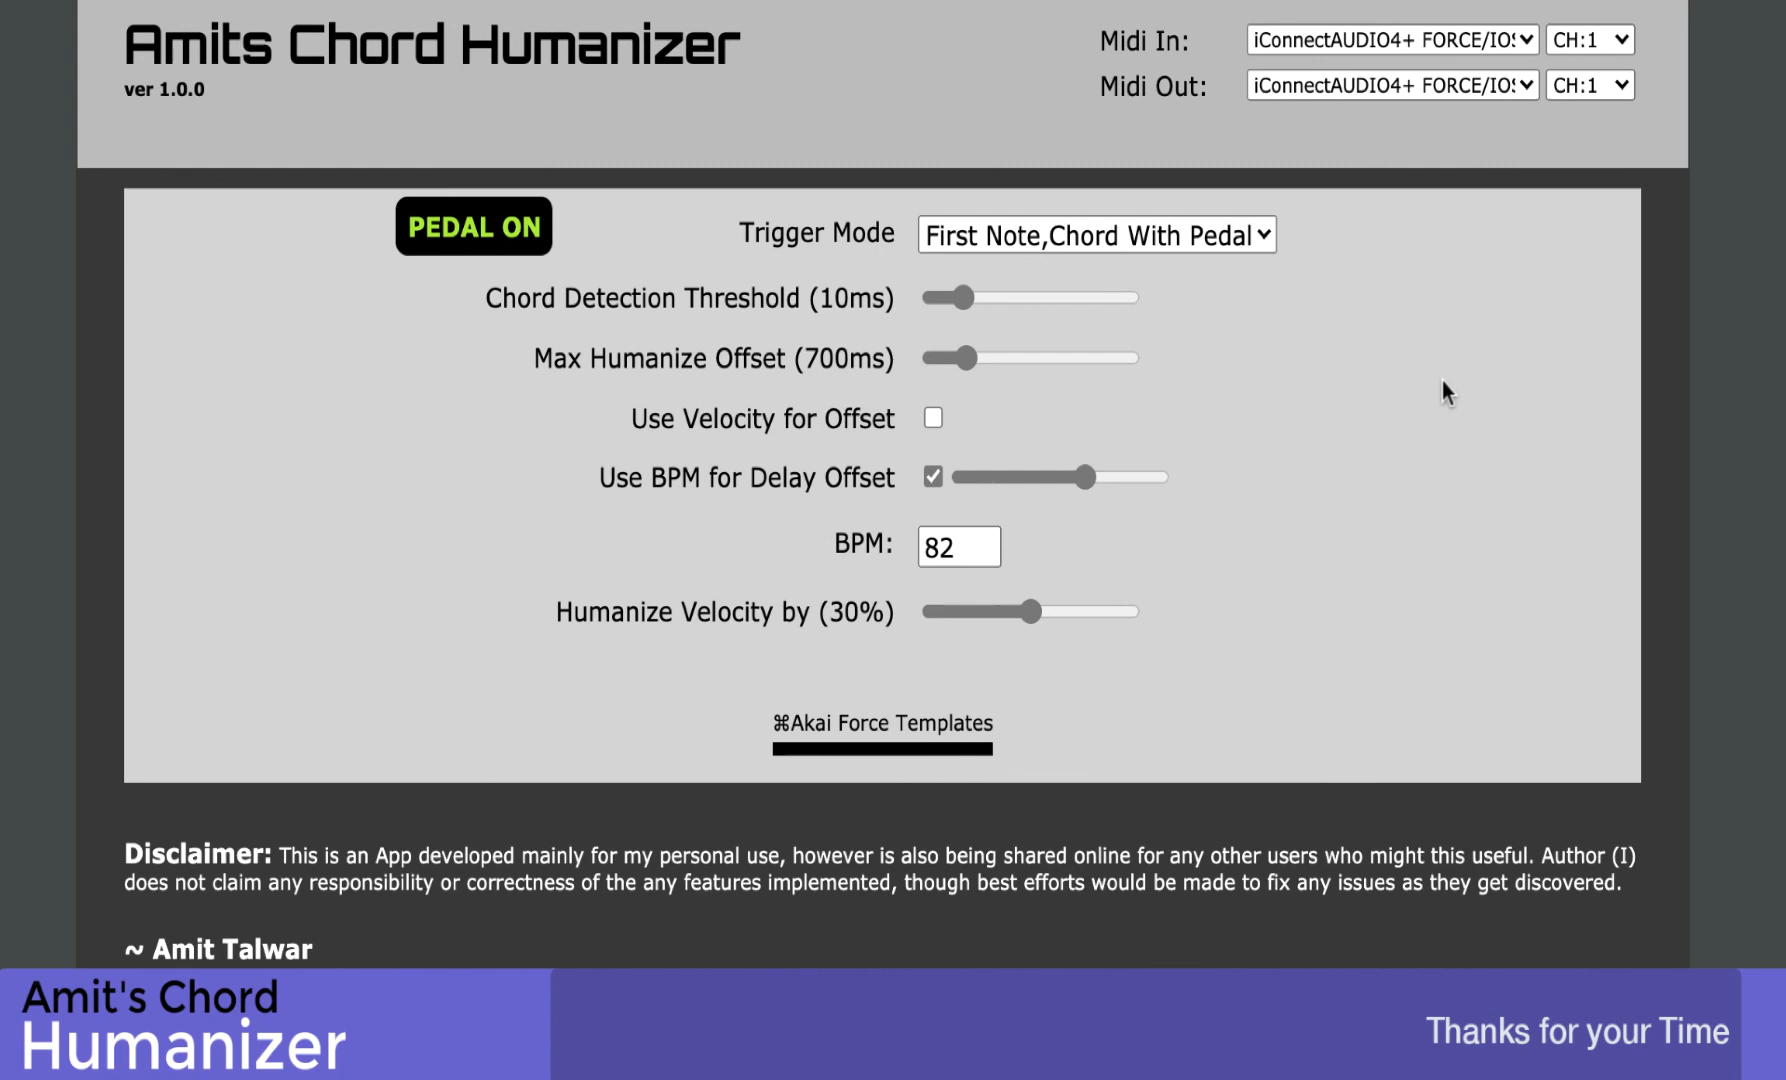 Amits Chord Humanizer
ver 1.0.0
Midi In:
iConnectAUDIO4+ FORCE/IOS
CH:1
Midi Out:
iConnectAUDIO4+ FORCE/IOS
CH:1
PEDAL ON
Trigger Mode
First Note,Chord With Pedal
Chord Detection Threshold (10ms)
Max Humanize Offset (700ms)
Use Velocity for Offset
Use BPM for Delay Offset
BPM:
82
Humanize Velocity by (30%)
⌘Akai Force Templates
Disclaimer: This is an App developed mainly for my personal use, however is also being shared online for any other users who might this useful. Author (I)
does not claim any responsibility or correctness of the any features implemented, though best efforts would be made to fix any issues as they get discovered.
~ Amit Talwar
Amit's Chord
Humanizer
Thanks for your Time